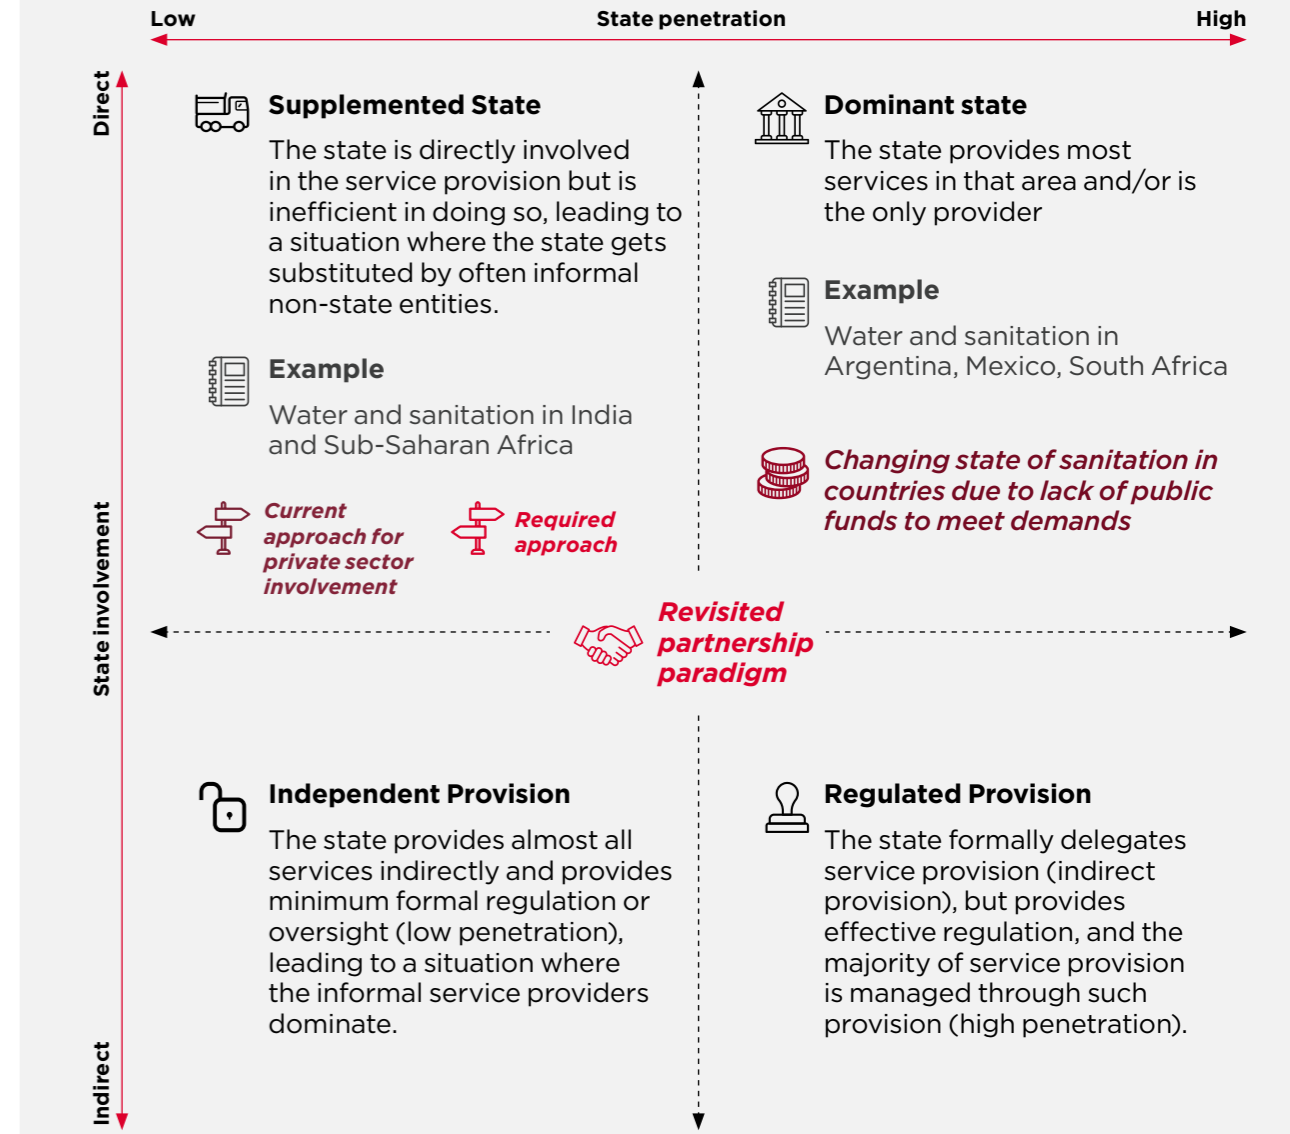 Low
State penetration
High
Direct
State involvement
Indirect
Supplemented State
The state is directly involved
in the service provision but is
inefficient in doing so, leading to
a situation where the state gets
substituted by often informal
non-state entities.
Example
Water and sanitation in India
and Sub-Saharan Africa
Current
approach for
private sector
involvement
Required
approach
Dominant state
The state provides most
services in that area and/or is
the only provider
Example
Water and sanitation in
Argentina, Mexico, South Africa
Changing state of sanitation in
countries due to lack of public
funds to meet demands
Revisited
partnership
paradigm
Independent Provision
The state provides almost all
services indirectly and provides
minimum formal regulation or
oversight (low penetration),
leading to a situation where
the informal service providers
dominate.
Regulated Provision
The state formally delegates
service provision (indirect
provision), but provides
effective regulation, and the
majority of service provision
is managed through such
provision (high penetration).